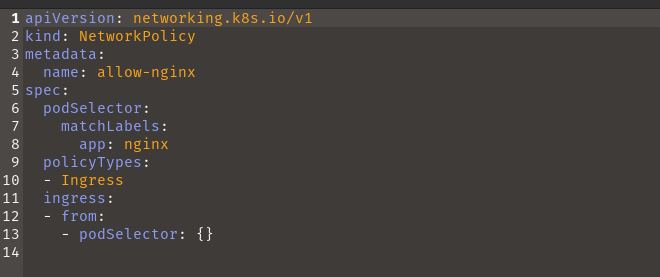 1 apiVersion: networking.k8s.io/v1
2 kind: NetworkPolicy
3 metadata:
4   name: allow-nginx
5 spec:
6   podSelector:
7     matchLabels:
8       app: nginx
9   policyTypes:
10   - Ingress
11   ingress:
12   - from:
13     - podSelector: {}
14